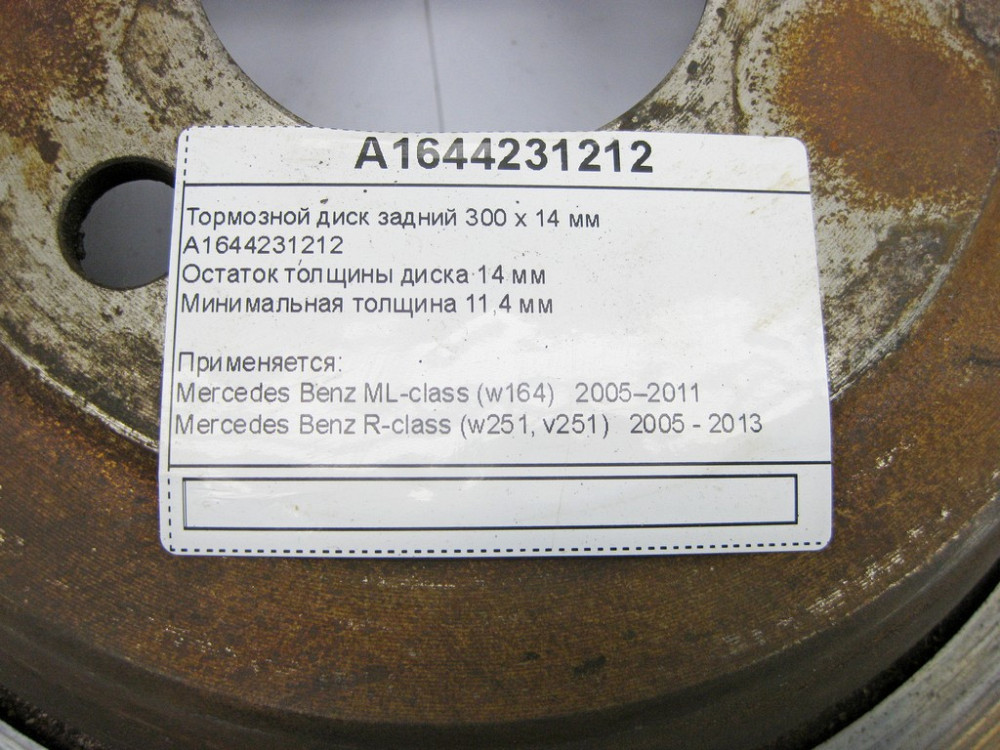 A1644231212
Тормозной диск задний 300 x 14 мм
A1644231212
Остаток толщины диска 14 мм
Минимальная толщина 11,4 мм
Применяется:
Mercedes Benz ML-class (w164) 2005–2011
Mercedes Benz R-class (w251, v251) 2005 - 2013